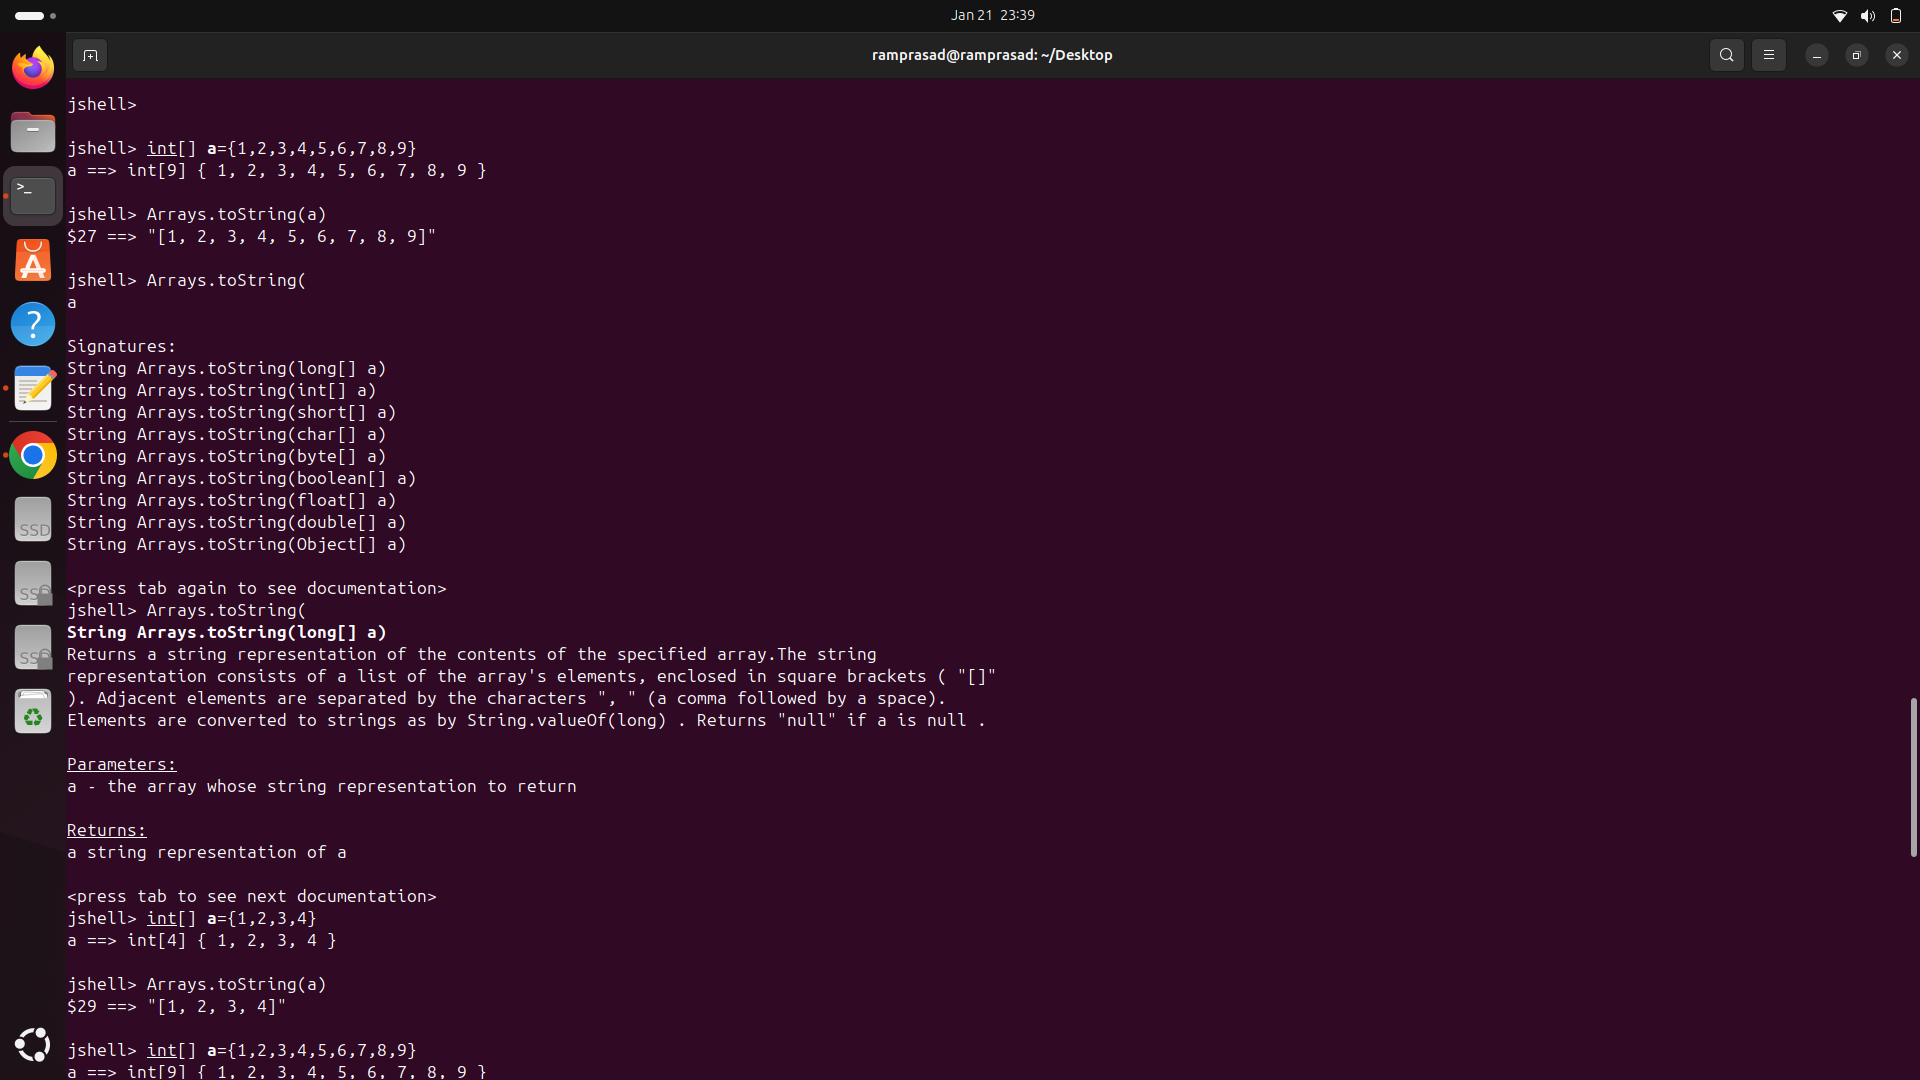 Jan 21 23:39
ramprasad@ramprasad: ~/Desktop
jshell>
jshell> int[] a={1,2,3,4,5,6,7,8,9}
a ==> int[9] { 1, 2, 3, 4, 5, 6, 7, 8, 9 }
jshell> Arrays.toString(a)
$27 ==> "[1, 2, 3, 4, 5, 6, 7, 8, 9]"
jshell> Arrays.toString(
a
Signatures:
String Arrays.toString(long[] a)
String Arrays.toString(int[] a)
String Arrays.toString(short[] a)
String Arrays.toString(char[] a)
String Arrays.toString(byte[] a)
String Arrays.toString(boolean[] a)
String Arrays.toString(float[] a)
String Arrays.toString(double[] a)
String Arrays.toString(Object[] a)
<press tab again to see documentation>
jshell> Arrays.toString(
String Arrays.toString(long[] a)
Returns a string representation of the contents of the specified array.The string
representation consists of a list of the array's elements, enclosed in square brackets ( "[]"
). Adjacent elements are separated by the characters ", " (a comma followed by a space).
Elements are converted to strings as by String.valueOf(long) . Returns "null" if a is null .
Parameters:
a - the array whose string representation to return
Returns:
a string representation of a
<press tab to see next documentation>
jshell> int[] a={1,2,3,4}
a ==> int[4] { 1, 2, 3, 4 }
jshell> Arrays.toString(a)
$29 ==> "[1, 2, 3, 4]"
jshell> int[] a={1,2,3,4,5,6,7,8,9}
a ==> int[9] { 1, 2, 3, 4, 5, 6, 7, 8, 9 }
>_
A
?
SSD
SSD
SSD